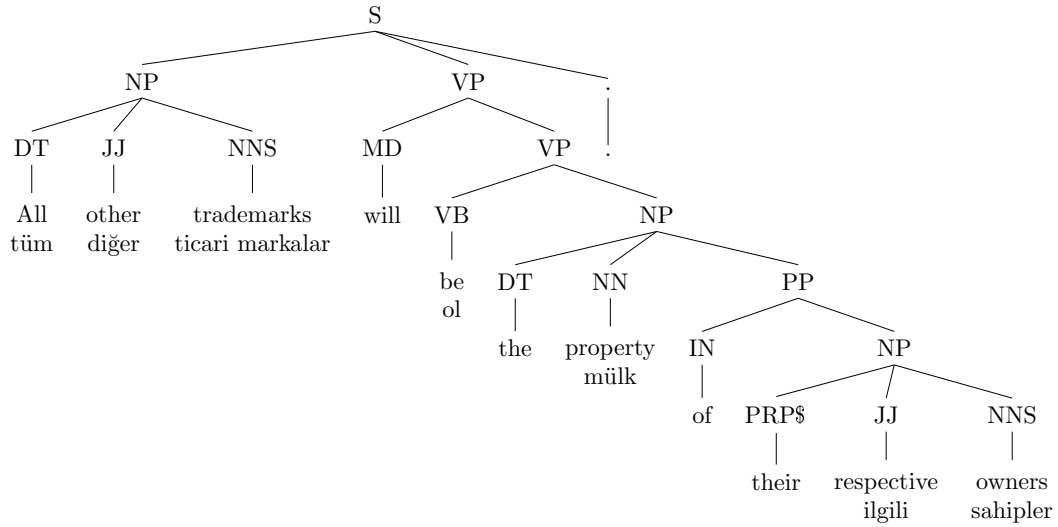 S
NP VP .
DT JJ NNS MD VP .
All other trademarks will VB NP
tüm diğer ticari markalar
be DT NN PP
ol
the property IN NP
mülk
of PRP$ JJ NNS
their respective owners
ilgili sahipler